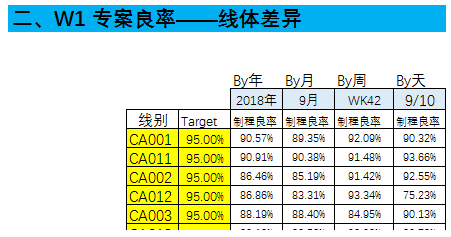 二、W1 专案良率——线体差异
By年 By月 By周 By天
2018年 9月 WK42 9/10
线别 Target 制程良率 制程良率 制程良率 制程良率
CA001 95.00% 90.57% 89.35% 92.09% 90.32%
CA011 95.00% 90.91% 90.38% 91.48% 93.66%
CA002 95.00% 86.46% 85.19% 91.42% 92.55%
CA012 95.00% 86.86% 83.31% 93.34% 75.23%
CA003 95.00% 88.19% 88.40% 84.95% 90.13%